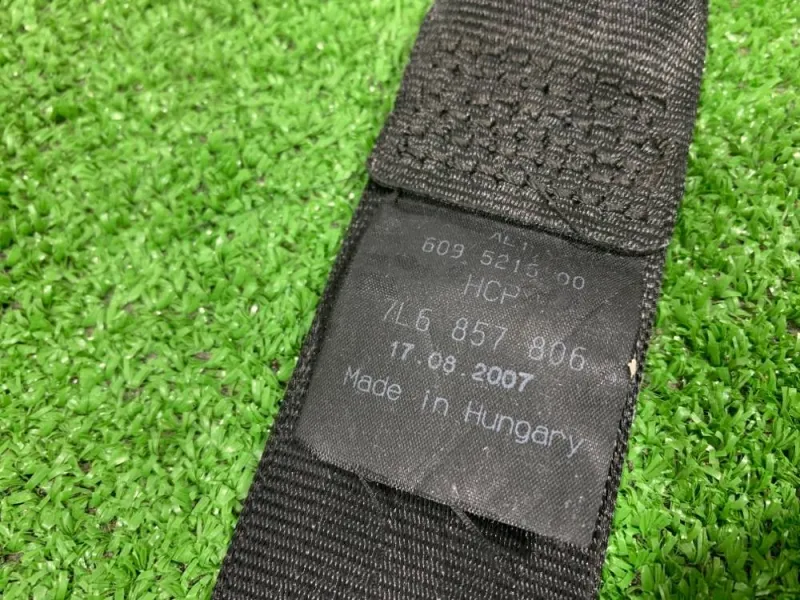 609 5215 00
HCP
7L6 857 806
17.08.2007
Made in Hungary